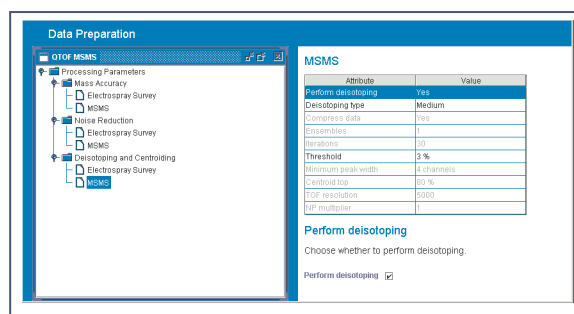 Data Preparation
QTOF MSMS
Processing Parameters
Mass Accuracy
Electrospray Survey
MSMS
Noise Reduction
Electrospray Survey
MSMS
Deisotoping and Centroiding
Electrospray Survey
MSMS
MSMS
Attribute Value
Perform deisotoping Yes
Deisotoping type Medium
Compress data Yes
Ensembles 1
Iterations 30
Threshold 3 %
Minimum peak width 4 channels
Centroid top 80 %
TOF resolution 5000
NP multiplier 1
Perform deisotoping
Choose whether to perform deisotoping.
Perform deisotoping